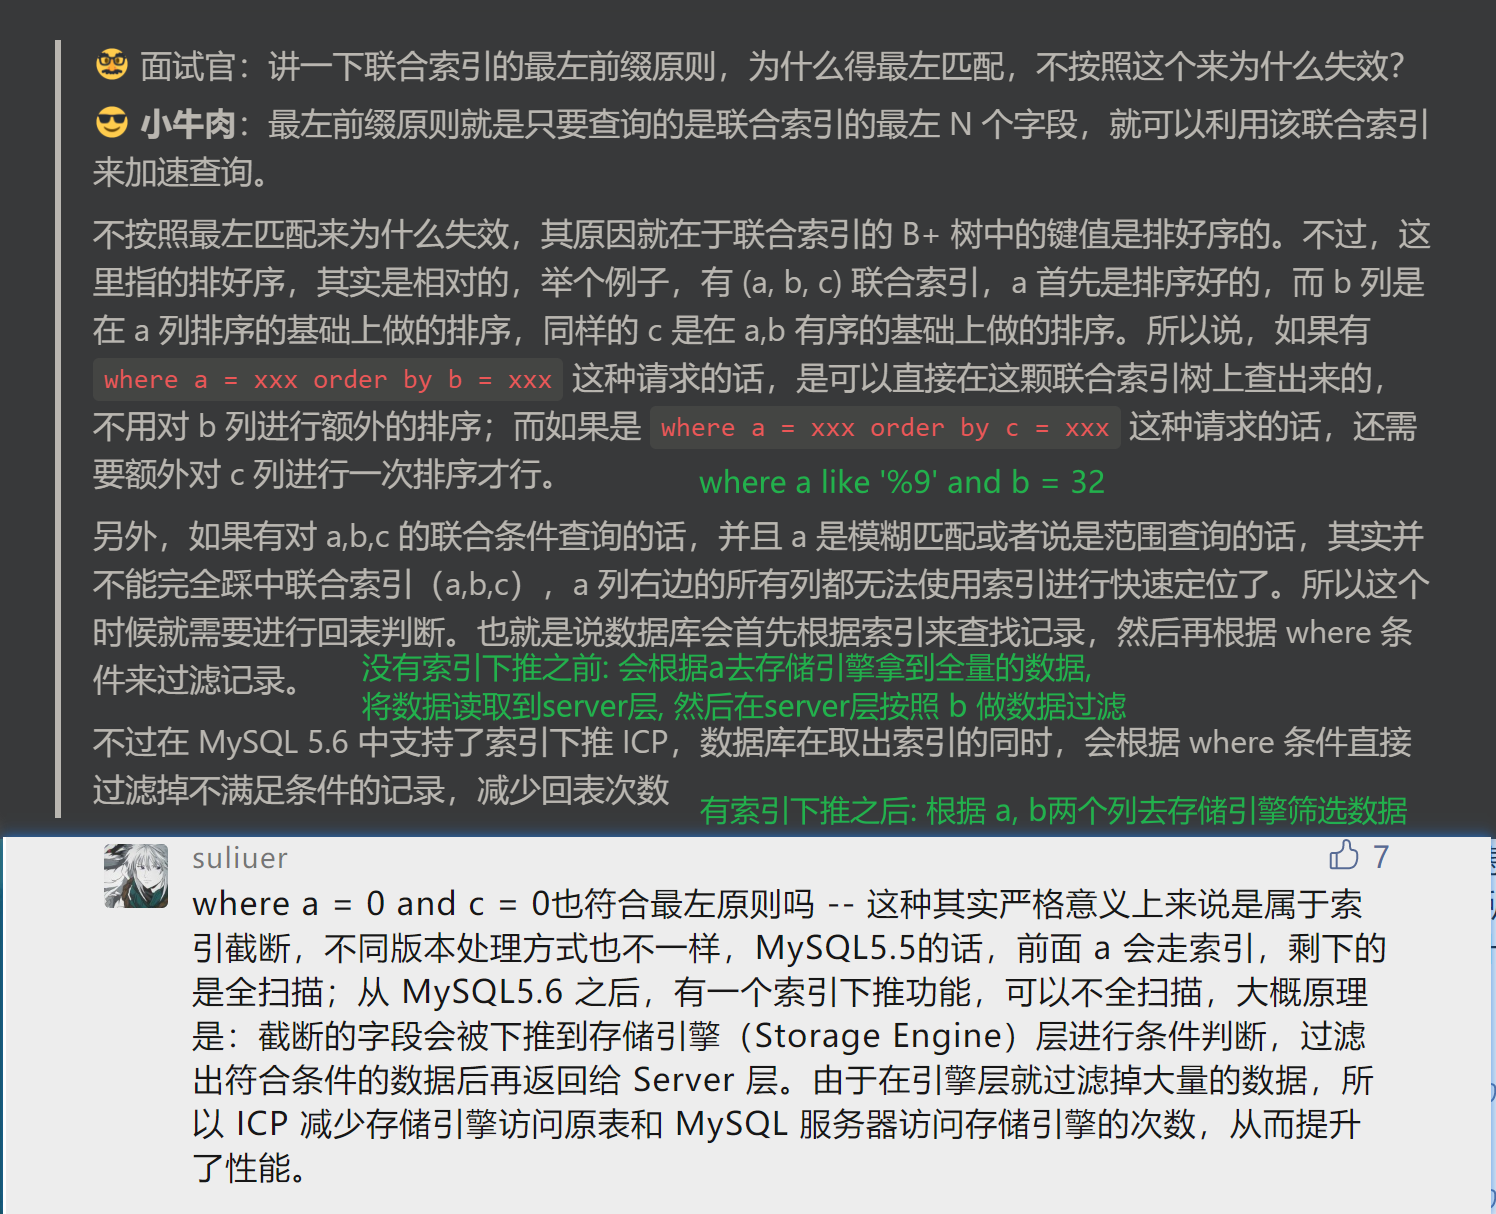 面试官：讲一下联合索引的最左前缀原则，为什么得最左匹配，不按照这个来为什么失效？
小牛肉：最左前缀原则就是只要查询的是联合索引的最左 N 个字段，就可以利用该联合索引
来加速查询。
不按照最左匹配来为什么失效，其原因就在于联合索引的 B+ 树中的键值是排好序的。不过，这
里指的排好序，其实是相对的，举个例子，有 (a, b, c) 联合索引，a 首先是排序好的，而 b 列是
在 a 列排序的基础上做的排序，同样的 c 是在 a,b 有序的基础上做的排序。所以说，如果有
where a = xxx order by b = xxx 这种请求的话，是可以直接在这颗联合索引树上查出来的，
不用对 b 列进行额外的排序；而如果是 where a = xxx order by c = xxx 这种请求的话，还需
要额外对 c 列进行一次排序才行。
where a like '%9' and b = 32
另外，如果有对 a,b,c 的联合条件查询的话，并且 a 是模糊匹配或者说是范围查询的话，其实并
不能完全踩中联合索引（a,b,c），a 列右边的所有列都无法使用索引进行快速定位了。所以这个
时候就需要进行回表判断。也就是说数据库会首先根据索引来查找记录，然后再根据 where 条
件来过滤记录。
没有索引下推之前: 会根据a去存储引擎拿到全量的数据,
将数据读取到server层, 然后在server层按照 b 做数据过滤
不过在 MySQL 5.6 中支持了索引下推 ICP，数据库在取出索引的同时，会根据 where 条件直接
过滤掉不满足条件的记录，减少回表次数
有索引下推之后: 根据 a, b两个列去存储引擎筛选数据
suliuer
7
where a = 0 and c = 0也符合最左原则吗 -- 这种其实严格意义上来说是属于索
引截断，不同版本处理方式也不一样，MySQL5.5的话，前面 a 会走索引，剩下的
是全扫描；从 MySQL5.6 之后，有一个索引下推功能，可以不全扫描，大概原理
是：截断的字段会被下推到存储引擎（Storage Engine）层进行条件判断，过滤
出符合条件的数据后再返回给 Server 层。由于在引擎层就过滤掉大量的数据，所
以 ICP 减少存储引擎访问原表和 MySQL 服务器访问存储引擎的次数，从而提升
了性能。